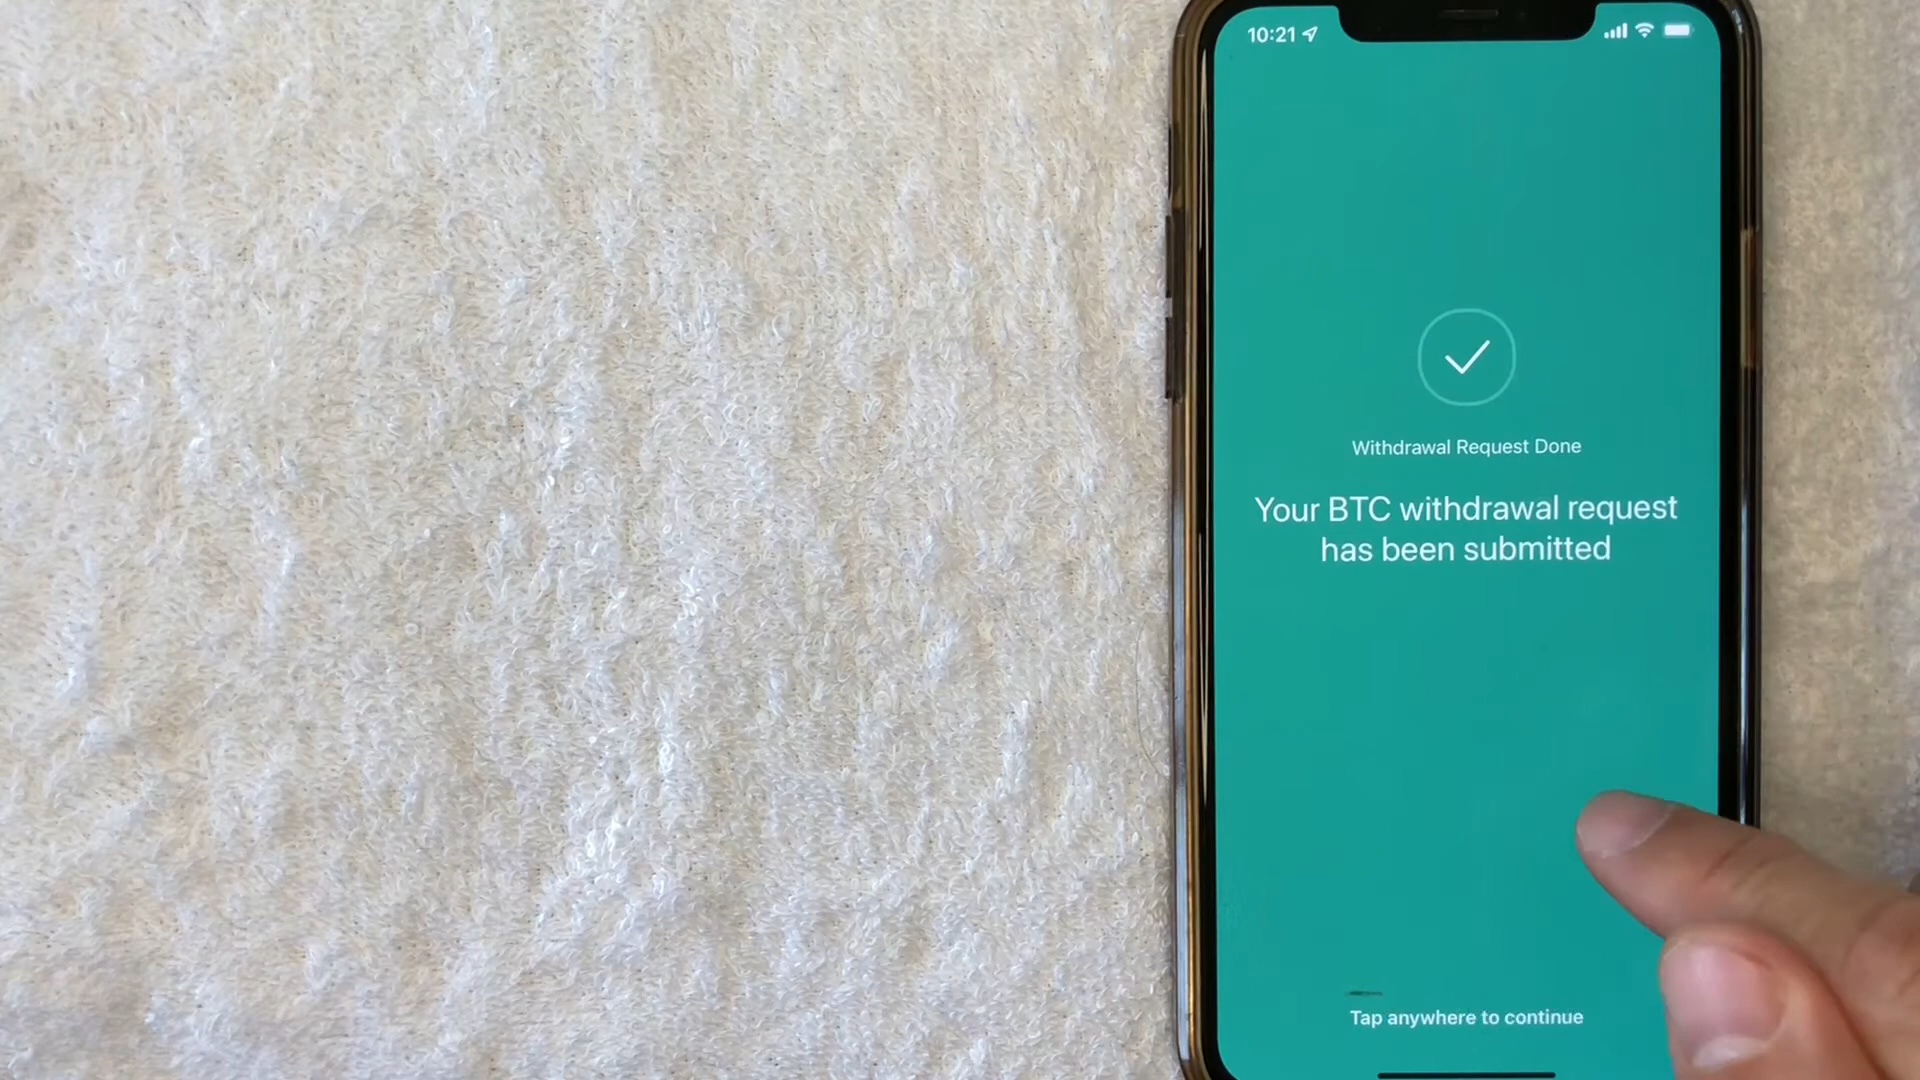 10:21
Withdrawal Request Done
Your BTC withdrawal request
has been submitted
Tap anywhere to continue